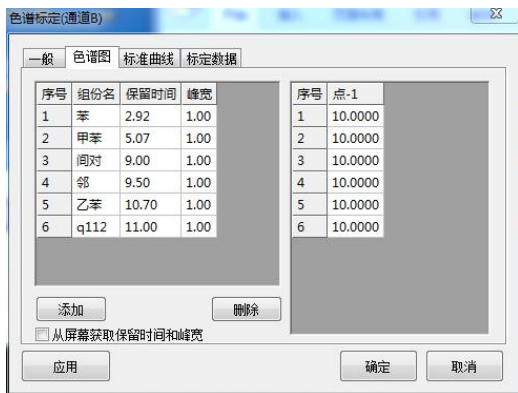 色谱标定(通道B)
一般 色谱图 标准曲线 标定数据
序号 组份名 保留时间 峰宽 序号 点-1
1 苯 2.92 1.00 1 10.0000
2 甲苯 5.07 1.00 2 10.0000
3 间对 9.00 1.00 3 10.0000
4 邻 9.50 1.00 4 10.0000
5 乙苯 10.70 1.00 5 10.0000
6 q112 11.00 1.00 6 10.0000
添加 删除
从屏幕获取保留时间和峰宽
应用 确定 取消